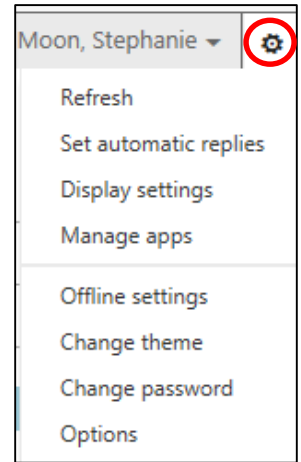 Moon, Stephanie
Refresh
Set automatic replies
Display settings
Manage apps
Offline settings
Change theme
Change password
Options